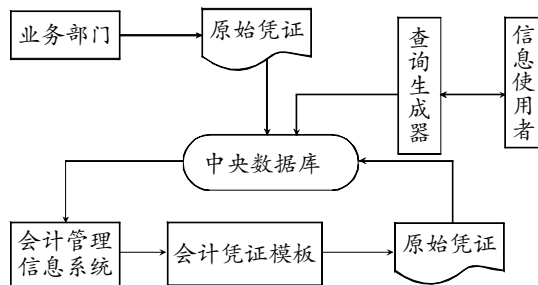 业务部门
原始凭证
查询生成器
信息使用者
中央数据库
会计管理
信息系统
会计凭证模板
原始凭证